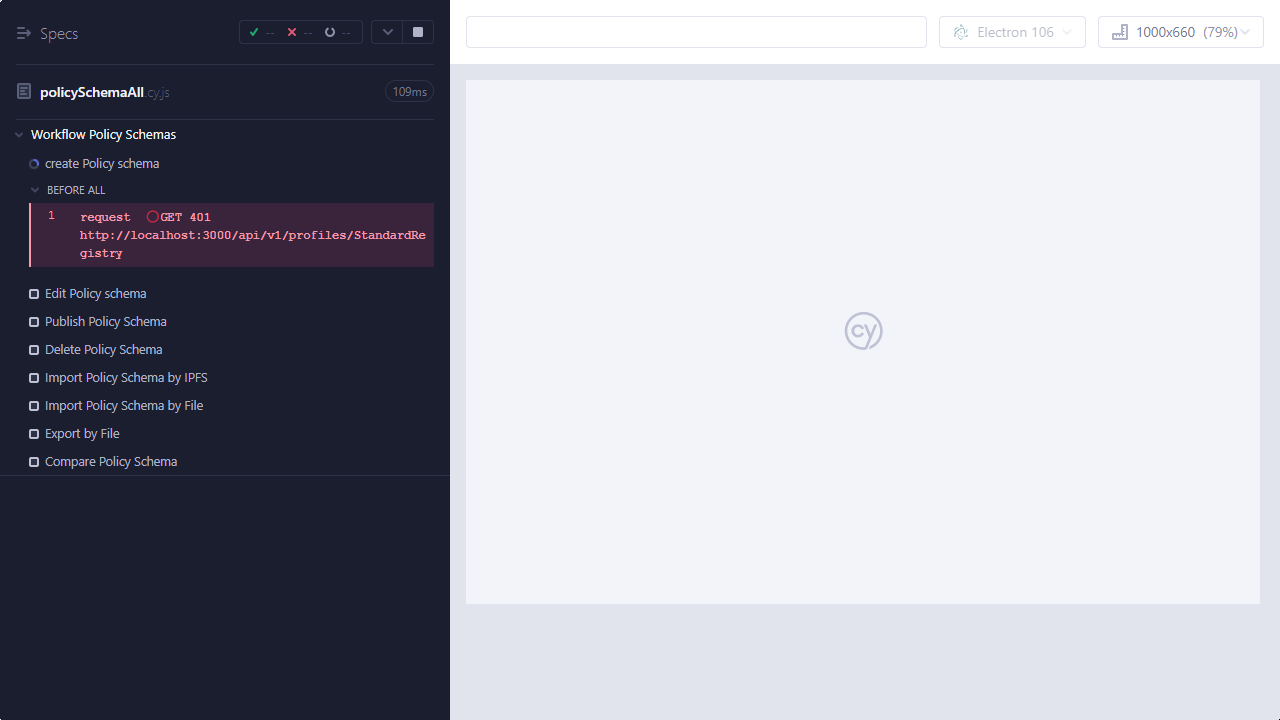 Specs
--
--
--
Electron 106
1000x660 (79%)
policySchemaAll.cy.js
109ms
Workflow Policy Schemas
create Policy schema
BEFORE ALL
1 request GET 401
http://localhost:3000/api/v1/profiles/StandardRe
gistry
Edit Policy schema
Publish Policy Schema
Delete Policy Schema
Import Policy Schema by IPFS
Import Policy Schema by File
Export by File
Compare Policy Schema
cy